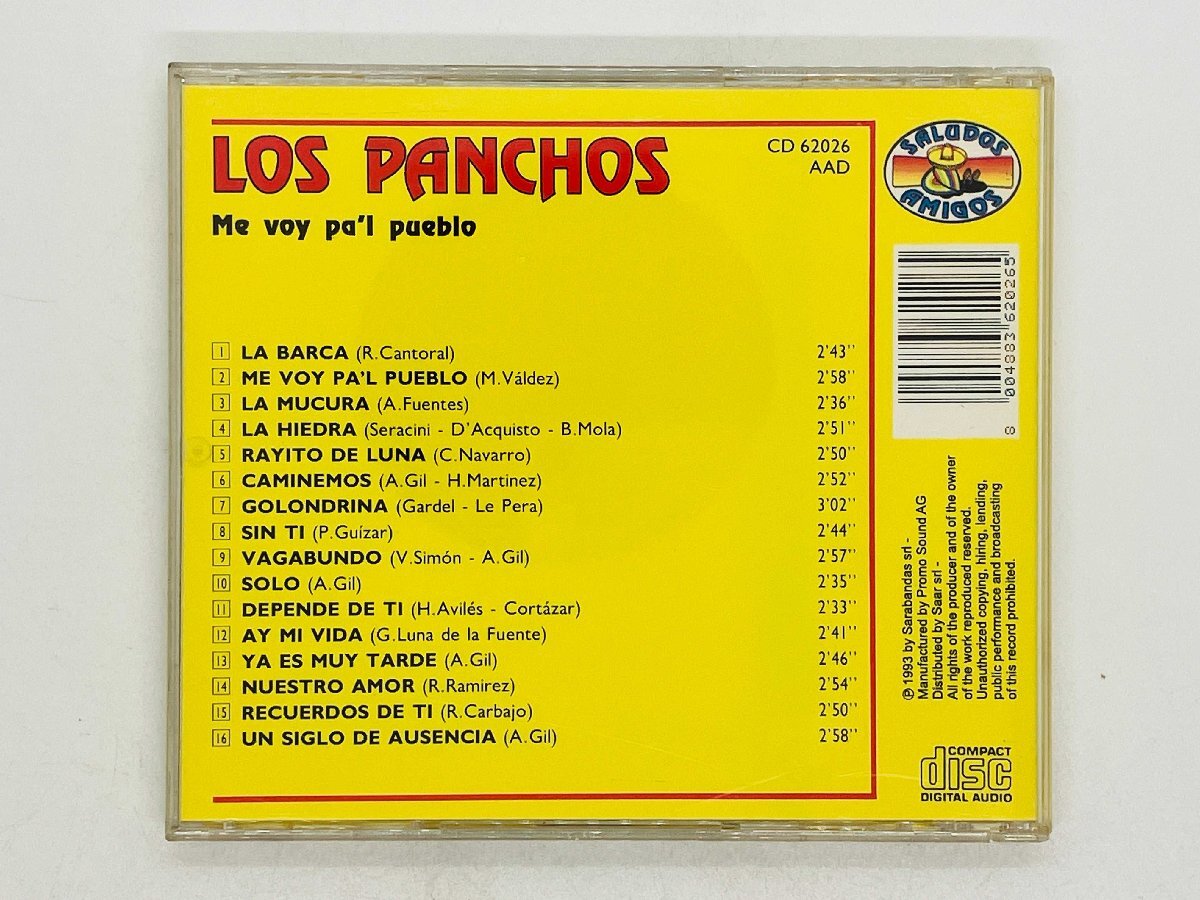 LOS PANCHOS
Me voy pa'l pueblo
CD 62026
AAD
SALUDOS
AMIGOS
1 LA BARCA (R.Cantoral) 2'43''
2 ME VOY PA'L PUEBLO (M.Váldez) 2'58''
3 LA MUCURA (A.Fuentes) 2'36''
4 LA HIEDRA (Seracini - D'Acquisto - B.Mola) 2'51''
5 RAYITO DE LUNA (C.Navarro) 2'50''
6 CAMINEMOS (A.Gil - H.Martinez) 2'52''
7 GOLONDRINA (Gardel - Le Pera) 3'02''
8 SIN TI (P.Guízar) 2'44''
9 VAGABUNDO (V.Simón - A.Gil) 2'57''
10 SOLO (A.Gil) 2'35''
11 DEPENDE DE TI (H.Avilés - Cortázar) 2'33''
12 AY MI VIDA (G.Luna de la Fuente) 2'41''
13 YA ES MUY TARDE (A.Gil) 2'46''
14 NUESTRO AMOR (R.Ramirez) 2'54''
15 RECUERDOS DE TI (R.Carbajo) 2'50''
16 UN SIGLO DE AUSENCIA (A.Gil) 2'58''
8 004883 620265
℗ 1993 by Sarabandas srl -
Manufactured by Promo Sound AG
Distributed by Saar srl -
All rights of the producer and of the owner
of the work reproduced reserved.
Unauthorized copying, hiring, lending,
public performance and broadcasting
of this record prohibited.
COMPACT
disc
DIGITAL AUDIO